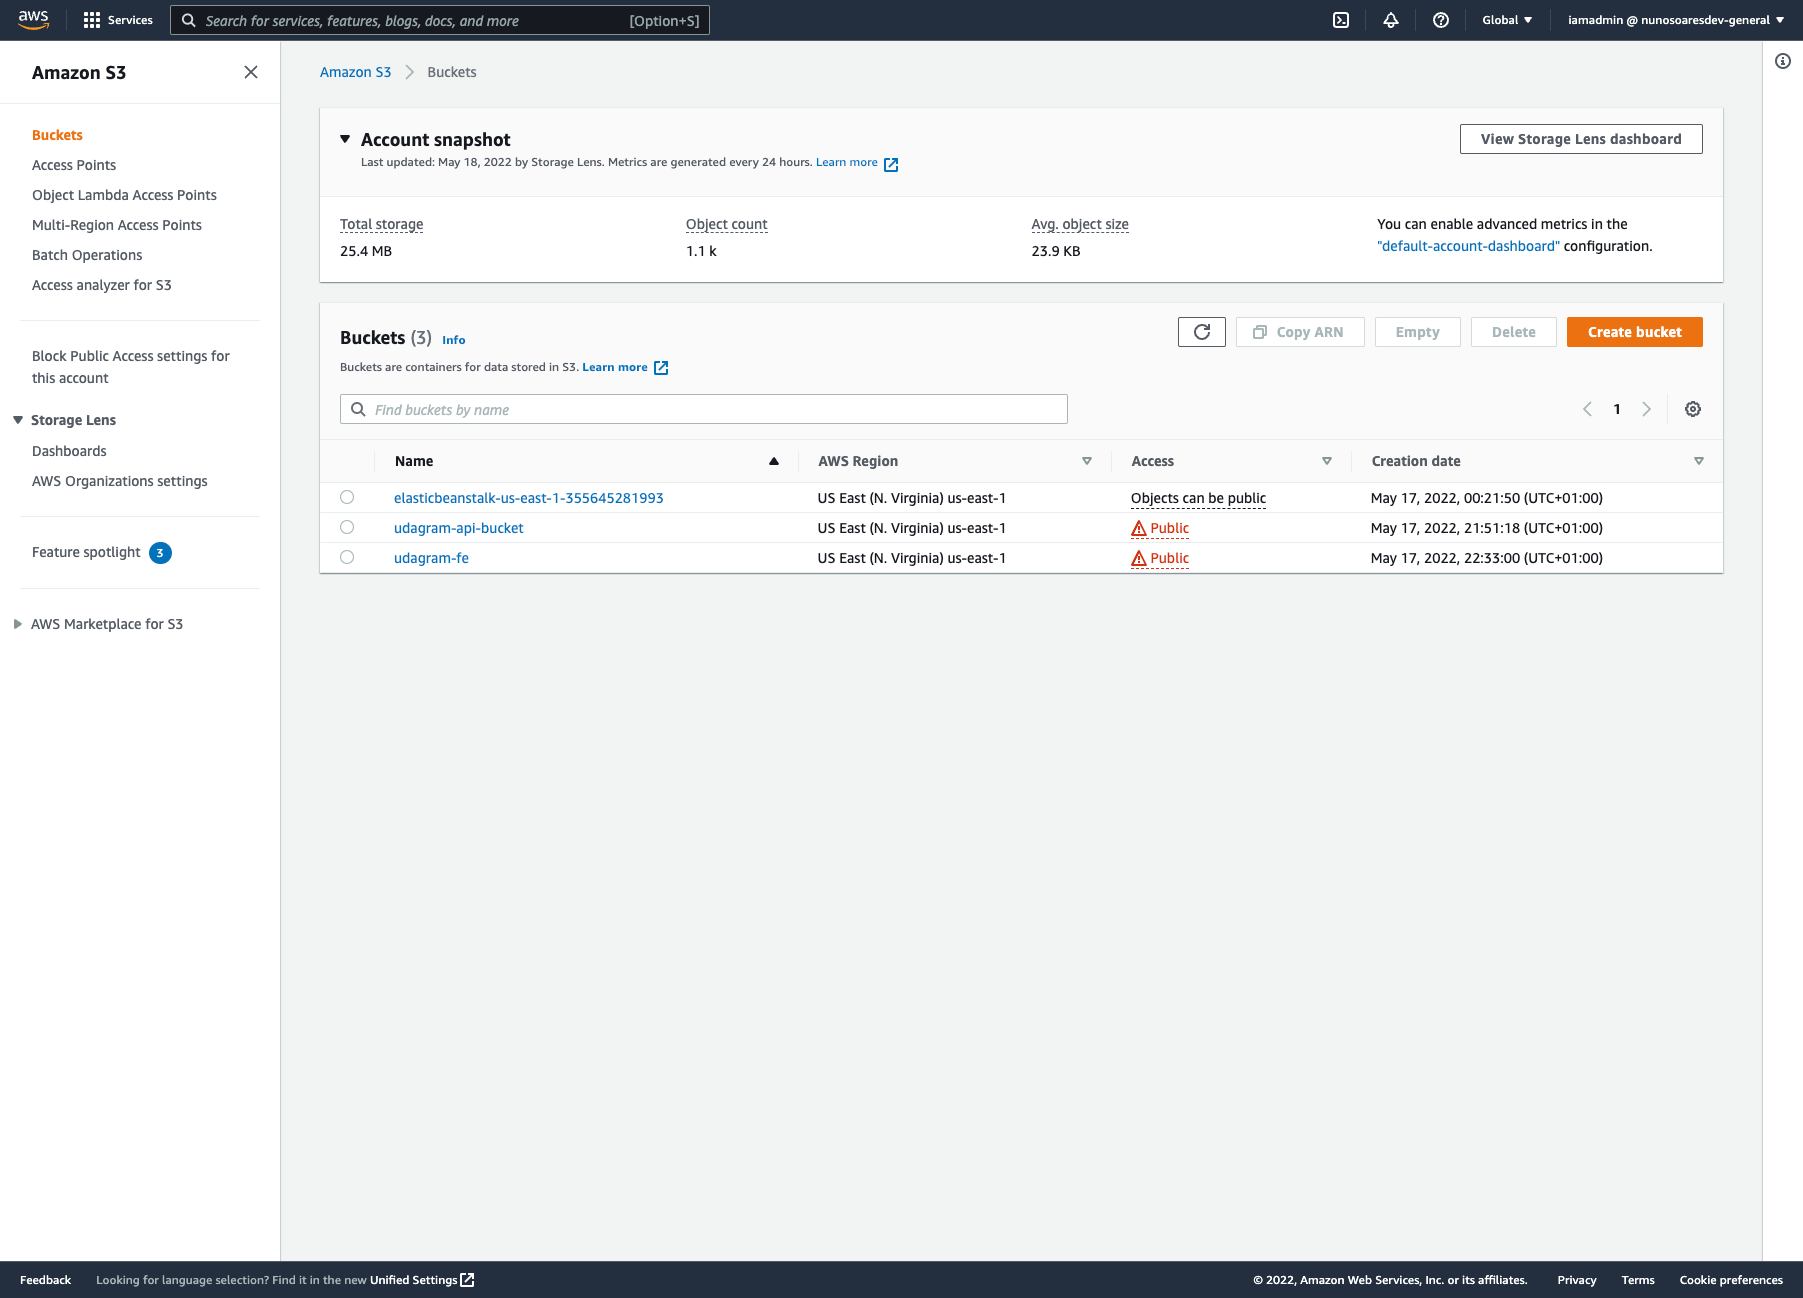 aws
Services
Search for services, features, blogs, docs, and more
[Option+S]
Global
iamadmin @ nunosoaresdev-general
Amazon S3
Buckets
Access Points
Object Lambda Access Points
Multi-Region Access Points
Batch Operations
Access analyzer for S3
Block Public Access settings for
this account
Storage Lens
Dashboards
AWS Organizations settings
Feature spotlight 3
AWS Marketplace for S3
Amazon S3 Buckets
Account snapshot
Last updated: May 18, 2022 by Storage Lens. Metrics are generated every 24 hours. Learn more
View Storage Lens dashboard
Total storage
25.4 MB
Object count
1.1 k
Avg. object size
23.9 KB
You can enable advanced metrics in the
"default-account-dashboard" configuration.
Buckets (3) Info
Buckets are containers for data stored in S3. Learn more
Copy ARN
Empty
Delete
Create bucket
Find buckets by name
1
Name AWS Region Access Creation date
elasticbeanstalk-us-east-1-355645281993 US East (N. Virginia) us-east-1 Objects can be public May 17, 2022, 00:21:50 (UTC+01:00)
udagram-api-bucket US East (N. Virginia) us-east-1 Public May 17, 2022, 21:51:18 (UTC+01:00)
udagram-fe US East (N. Virginia) us-east-1 Public May 17, 2022, 22:33:00 (UTC+01:00)
Feedback Looking for language selection? Find it in the new Unified Settings
© 2022, Amazon Web Services, Inc. or its affiliates. Privacy Terms Cookie preferences